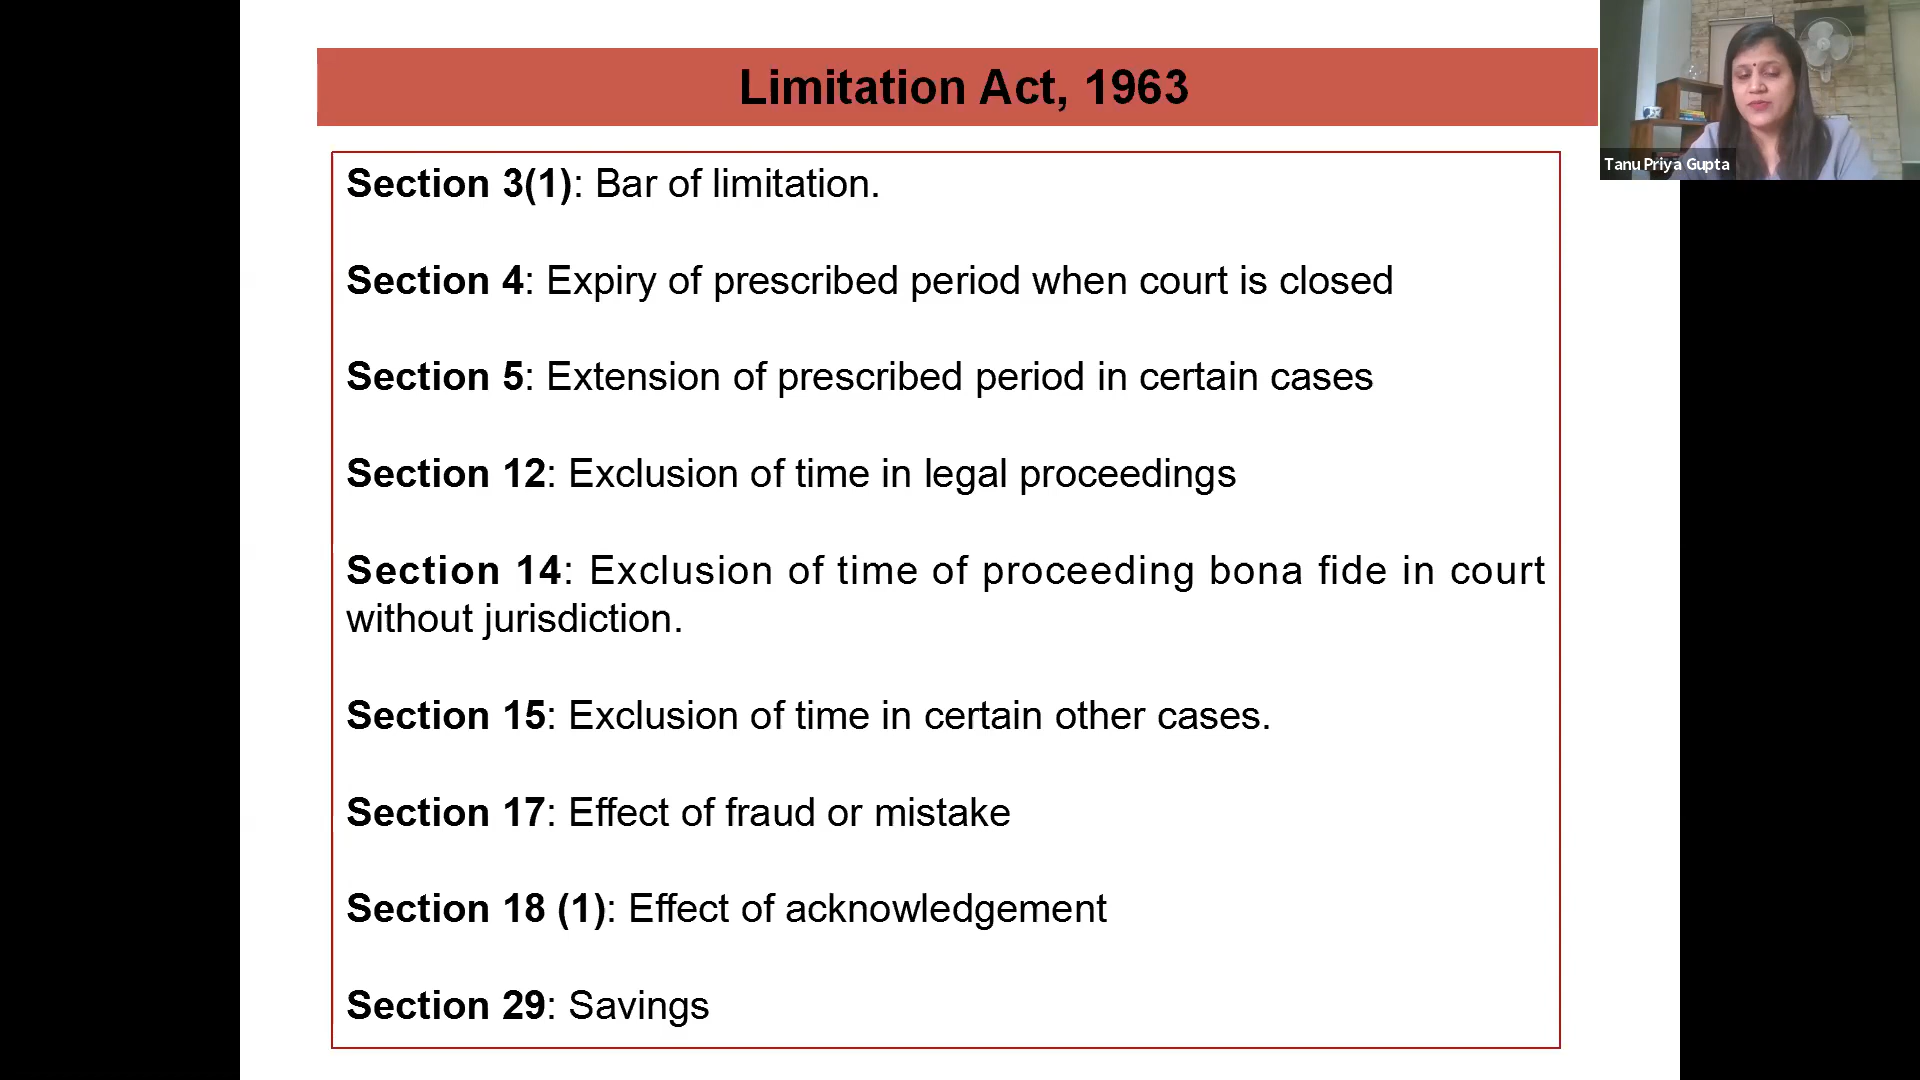 Limitation Act, 1963
Tanu Priya Gupta
Section 3(1): Bar of limitation.
Section 4: Expiry of prescribed period when court is closed
Section 5: Extension of prescribed period in certain cases
Section 12: Exclusion of time in legal proceedings
Section 14: Exclusion of time of proceeding bona fide in court
without jurisdiction.
Section 15: Exclusion of time in certain other cases.
Section 17: Effect of fraud or mistake
Section 18 (1): Effect of acknowledgement
Section 29: Savings